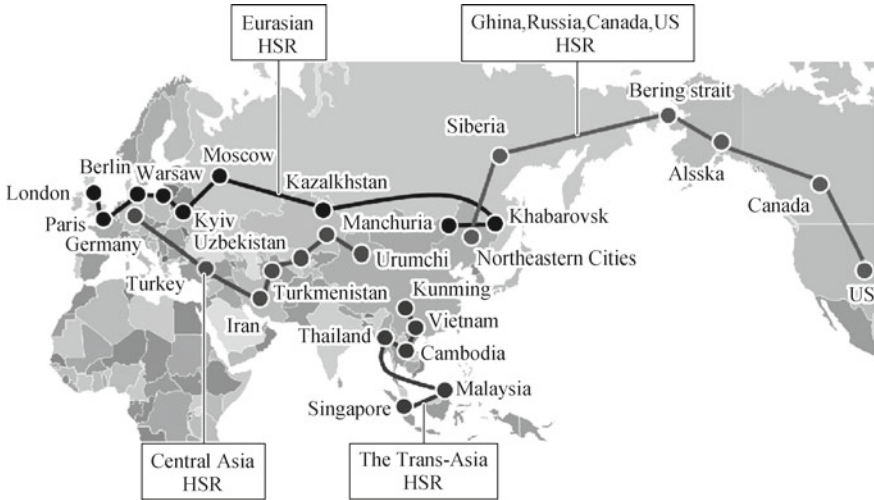 Eurasian
HSR
Ghina,Russia,Canada,US
HSR
Bering strait
Siberia
Moscow
Berlin
Warsaw
Kazalkhstan
London
Alsska
Paris
Kyiv
Manchuria
Khabarovsk
Canada
Germany
Uzbekistan
Urumchi
Northeastern Cities
Turkey
Turkmenistan
Kunming
US
Iran
Thailand
Vietnam
Cambodia
Malaysia
Singapore
Central Asia
HSR
The Trans-Asia
HSR